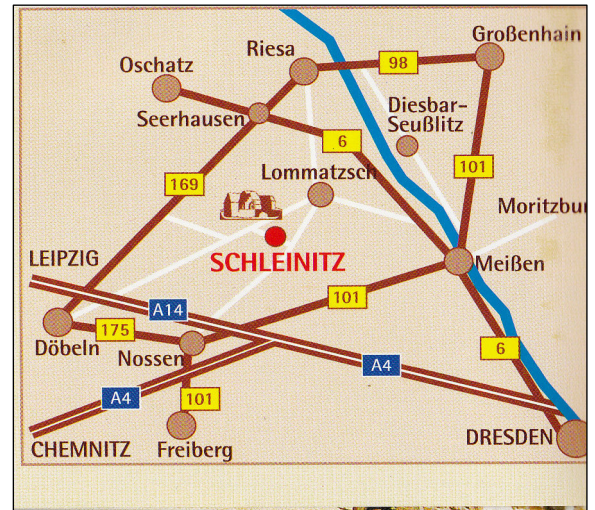 Großenhain
Riesa
98
Oschatz
Diesbar-
Seußlitz
Seerhausen
6
Lommatzsch
101
169
Moritzbur
LEIPZIG
SCHLEINITZ
Meißen
101
A14
175
Döbeln
Nossen
6
A4
A4
101
CHEMNITZ
Freiberg
DRESDEN